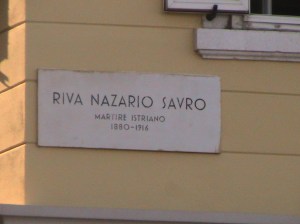 RIVA NAZARIO SAVRO
MARTIRE ISTRIANO
1880-1916